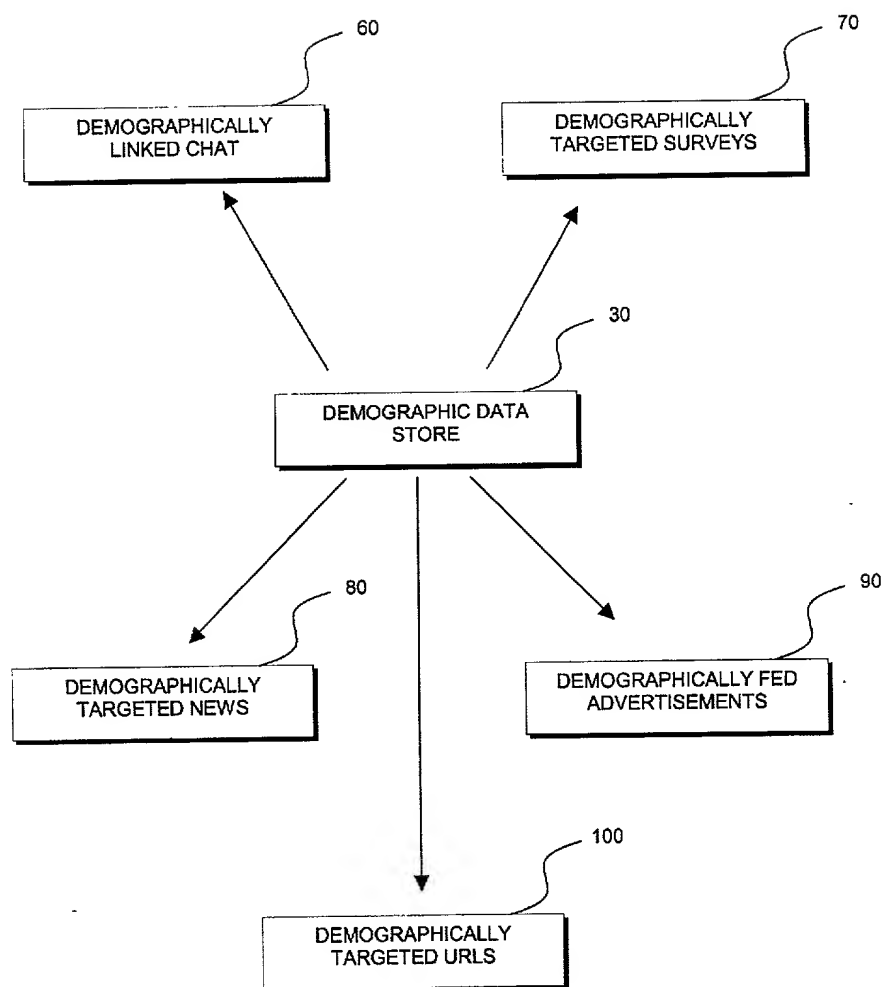 60
70
DEMOGRAPHICALLY
LINKED CHAT
DEMOGRAPHICALLY
TARGETED SURVEYS
30
DEMOGRAPHIC DATA
STORE
80
90
DEMOGRAPHICALLY
TARGETED NEWS
DEMOGRAPHICALLY FED
ADVERTISEMENTS
100
DEMOGRAPHICALLY
TARGETED URLS